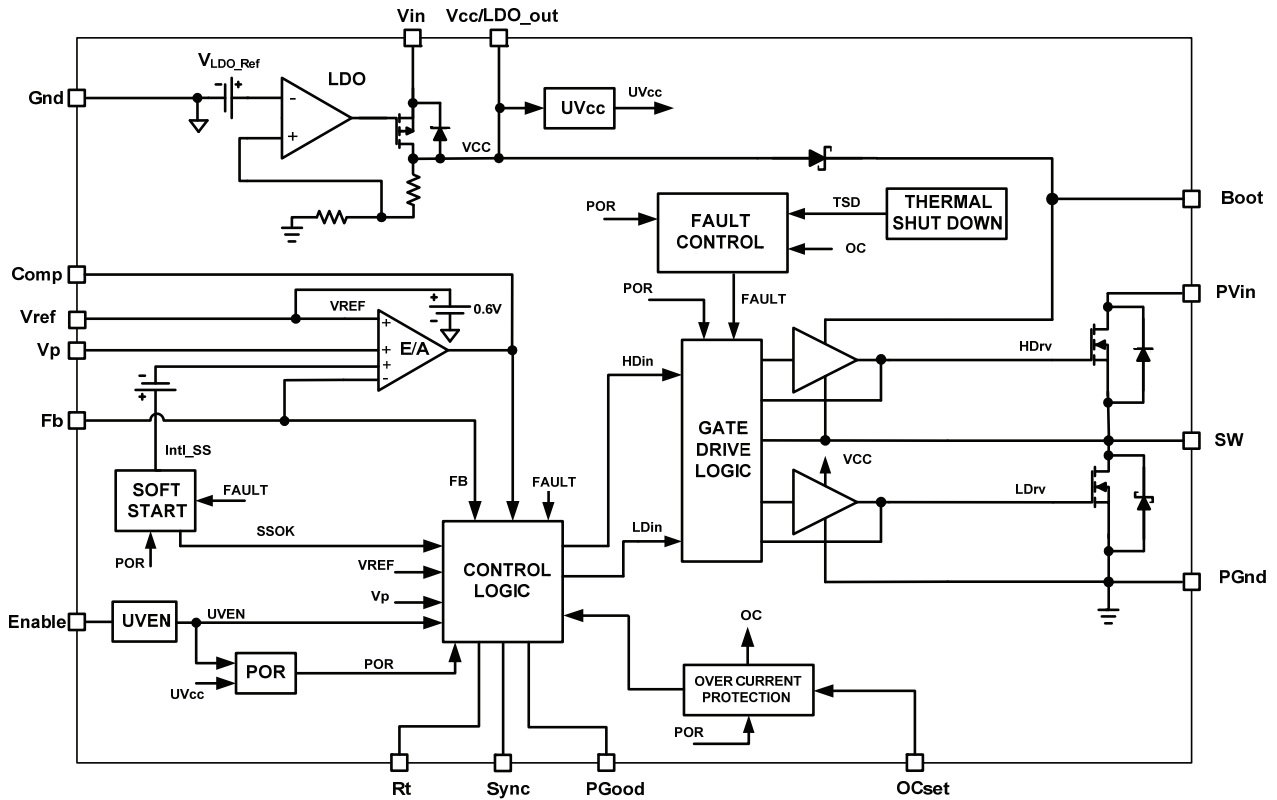 Vin
Vcc/LDO_out
VLDO_Ref
- +
LDO
Gnd
-
+
UVcc
UVcc
VCC
Boot
POR
FAULT
CONTROL
TSD
THERMAL
SHUT DOWN
OC
Comp
Vref
VREF
+
-
0.6V
POR
FAULT
PVin
Vp
+
+
+
-
E/A
HDin
HDrv
-
+
Fb
Intl_SS
GATE
DRIVE
LOGIC
SW
SOFT
START
FAULT
FB
FAULT
VCC
LDrv
SSOK
POR
LDin
VREF
CONTROL
LOGIC
Vp
PGnd
Enable
UVEN
UVEN
OC
POR
POR
UVcc
OVER CURRENT
PROTECTION
POR
Rt
Sync
PGood
OCset